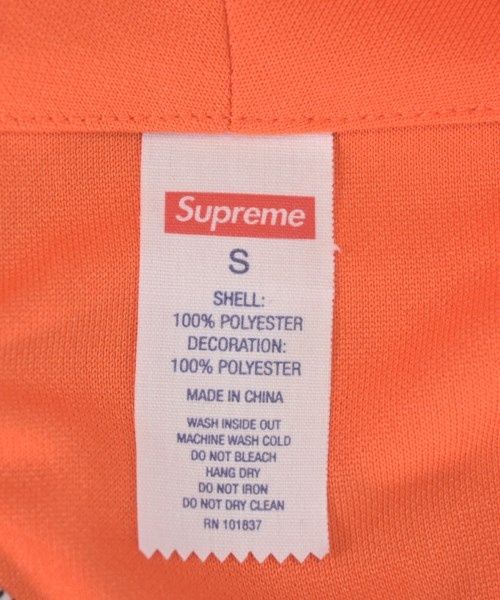 Supreme
S
SHELL:
100% POLYESTER
DECORATION:
100% POLYESTER
MADE IN CHINA
WASH INSIDE OUT
MACHINE WASH COLD
DO NOT BLEACH
HANG DRY
DO NOT IRON
DO NOT DRY CLEAN
RN 101837